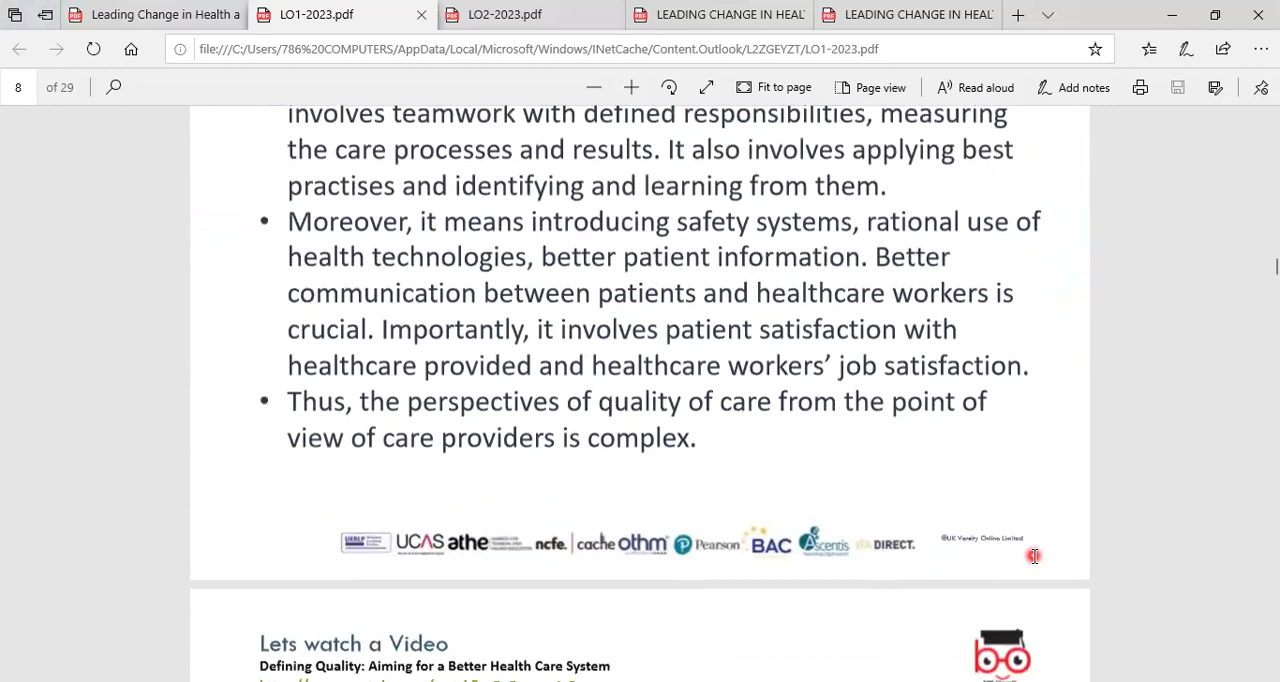 Leading Change in Health a
LO1-2023.pdf
LO2-2023.pdf
LEADING CHANGE IN HEAL
LEADING CHANGE IN HEAL
file:///C:/Users/786%20COMPUTERS/AppData/Local/Microsoft/Windows/INetCache/Content.Outlook/L2ZGEYZT/LO1-2023.pdf
8 of 29
Fit to page
Page view
Read aloud
Add notes
involves teamwork with defined responsibilities, measuring
the care processes and results. It also involves applying best
practises and identifying and learning from them.
• Moreover, it means introducing safety systems, rational use of
health technologies, better patient information. Better
communication between patients and healthcare workers is
crucial. Importantly, it involves patient satisfaction with
healthcare provided and healthcare workers' job satisfaction.
• Thus, the perspectives of quality of care from the point of
view of care providers is complex.
UKRLP UCAS athe ncfe. cache othm Pearson BAC Ascentis DIRECT. ©UK Varsity Online Limited
Lets watch a Video
Defining Quality: Aiming for a Better Health Care System